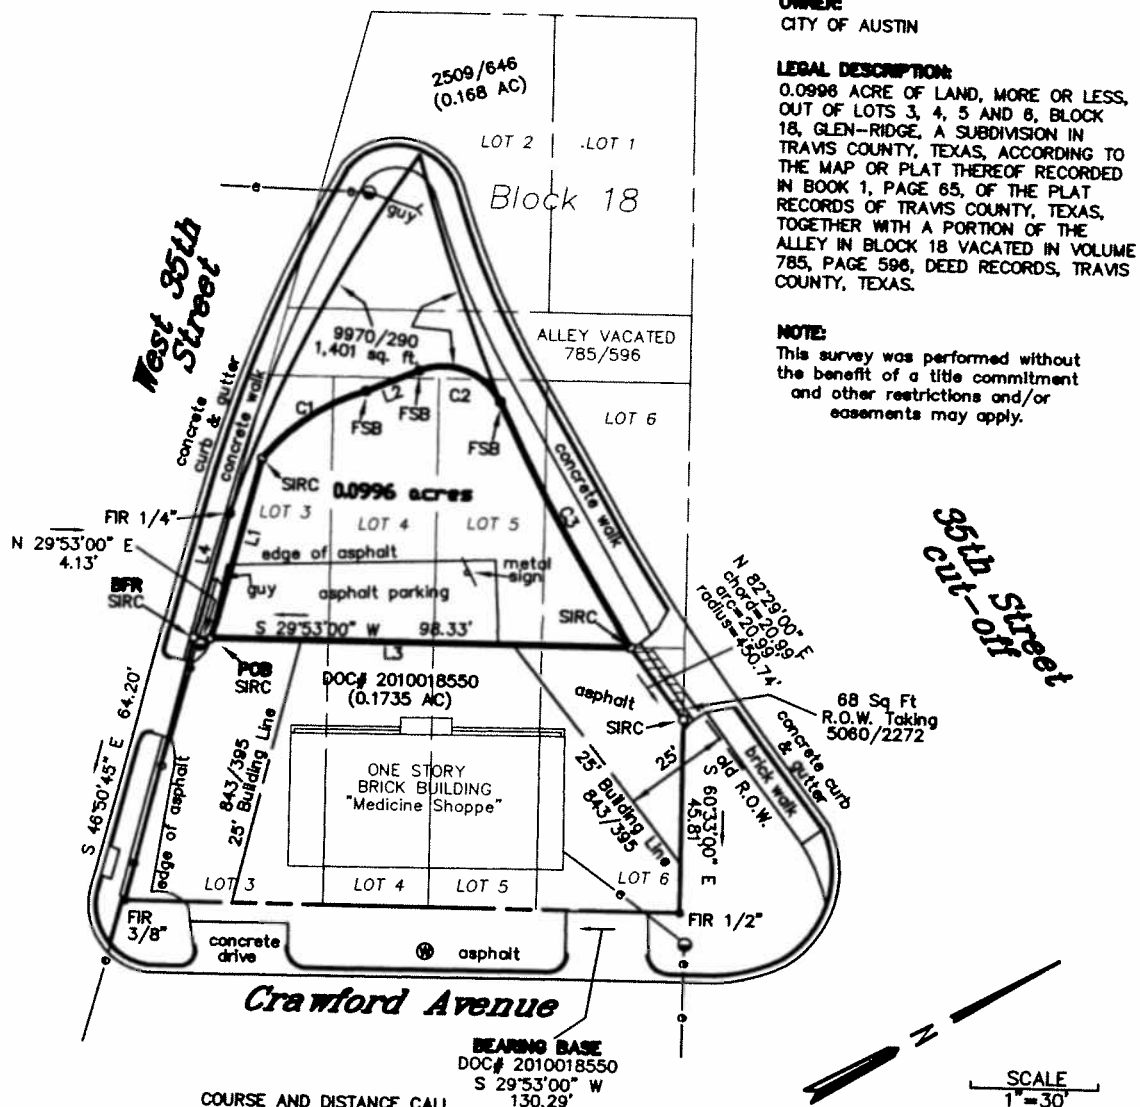 OWNER:
CITY OF AUSTIN
LEGAL DESCRIPTION:
0.0996 ACRE OF LAND, MORE OR LESS,
OUT OF LOTS 3, 4, 5 AND 6, BLOCK
18, GLEN-RIDGE, A SUBDIVISION IN
TRAVIS COUNTY, TEXAS, ACCORDING TO
THE MAP OR PLAT THEREOF RECORDED
IN BOOK 1, PAGE 65, OF THE PLAT
RECORDS OF TRAVIS COUNTY, TEXAS,
TOGETHER WITH A PORTION OF THE
ALLEY IN BLOCK 18 VACATED IN VOLUME
785, PAGE 596, DEED RECORDS, TRAVIS
COUNTY, TEXAS.
NOTE:
This survey was performed without
the benefit of a title commitment
and other restrictions and/or
easements may apply.
2509/646
(0.168 AC)
LOT 2
LOT 1
Block 18
guy
West 35th
Street
9970/290
1,401 sq. ft.
ALLEY VACATED
785/596
concrete
curb & gutter
concrete walk
C1
L2
C2
FSB
FSB
FSB
LOT 6
SIRC
0.0996 acres
concrete walk
FIR 1/4"
LOT 3
LOT 4
LOT 5
C3
N 29°53'00" E
4.13'
L4
L1
edge of asphalt
metal
sign
35th Street
cut-off
BFR
SIRC
guy
asphalt parking
SIRC
N 82°29'00" E
chord=20.99'
arc=20.99'
radius=450.74'
S 29°53'00" W 98.33'
L3
POB
SIRC
DOC# 2010018550
(0.1735 AC)
asphalt
SIRC
68 Sq Ft
R.O.W. Taking
5060/2272
S 46°50'45" E 64.20'
edge of asphalt
843/395
25' Building Line
ONE STORY
BRICK BUILDING
"Medicine Shoppe"
25' Building Line
843/395
25'
S 60°33'00" E
45.81'
old R.O.W.
brick walk
concrete curb
& gutter
LOT 3
LOT 4
LOT 5
LOT 6
FIR
3/8"
FIR 1/2"
concrete
drive
W
asphalt
Crawford Avenue
BEARING BASE
DOC# 2010018550
S 29°53'00" W
130.29'
N
SCALE
1"=30'
COURSE AND DISTANCE CALL